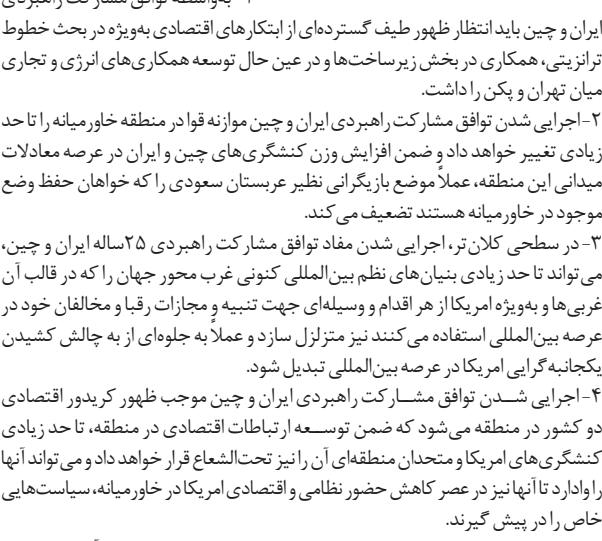 به‌واسطه توافق مشارکت راهبردی
ایران و چین باید انتظار ظهور طیف گسترده‌ای از ابتکارهای اقتصادی به‌ویژه در بحث خطوط
ترانزیتی، همکاری در بخش زیرساخت‌ها و در عین حال توسعه همکاری‌های انرژی و تجاری
میان تهران و پکن را داشت.
۲-اجرایی شدن توافق مشارکت راهبردی ایران و چین موازنه قوا در منطقه خاورمیانه را تا حد
زیادی تغییر خواهد داد و ضمن افزایش وزن کنشگری‌های چین و ایران در عرصه معادلات
میدانی این منطقه، عملاً موضع بازیگرانی نظیر عربستان سعودی را که خواهان حفظ وضع
موجود در خاورمیانه هستند تضعیف می‌کند.
۳-در سطحی کلان‌تر، اجرایی شدن مفاد توافق مشارکت راهبردی ۲۵ساله ایران و چین،
می‌تواند تا حد زیادی بنیان‌های نظم بین‌المللی کنونی غرب محور جهان را که در قالب آن
غربی‌ها و به‌ویژه امریکا از هر اقدام و وسیله‌ای جهت تنبیه و مجازات رقبا و مخالفان خود در
عرصه بین‌المللی استفاده می‌کنند نیز متزلزل سازد و عملاً به جلوه‌ای از به چالش کشیدن
یکجانبه‌گرایی امریکا در عرصه بین‌المللی تبدیل شود.
۴-اجرایی شدن توافق مشارکت راهبردی ایران و چین موجب ظهور کریدور اقتصادی
دو کشور در منطقه می‌شود که ضمن توسعه ارتباطات اقتصادی در منطقه، تا حد زیادی
کنشگری‌های امریکا و متحدان منطقه‌ای آن را نیز تحت‌الشعاع قرار خواهد داد و می‌تواند آنها
را وادارد تا آنها نیز در عصر کاهش حضور نظامی و اقتصادی امریکا در خاورمیانه، سیاست‌هایی
خاص را در پیش گیرند.